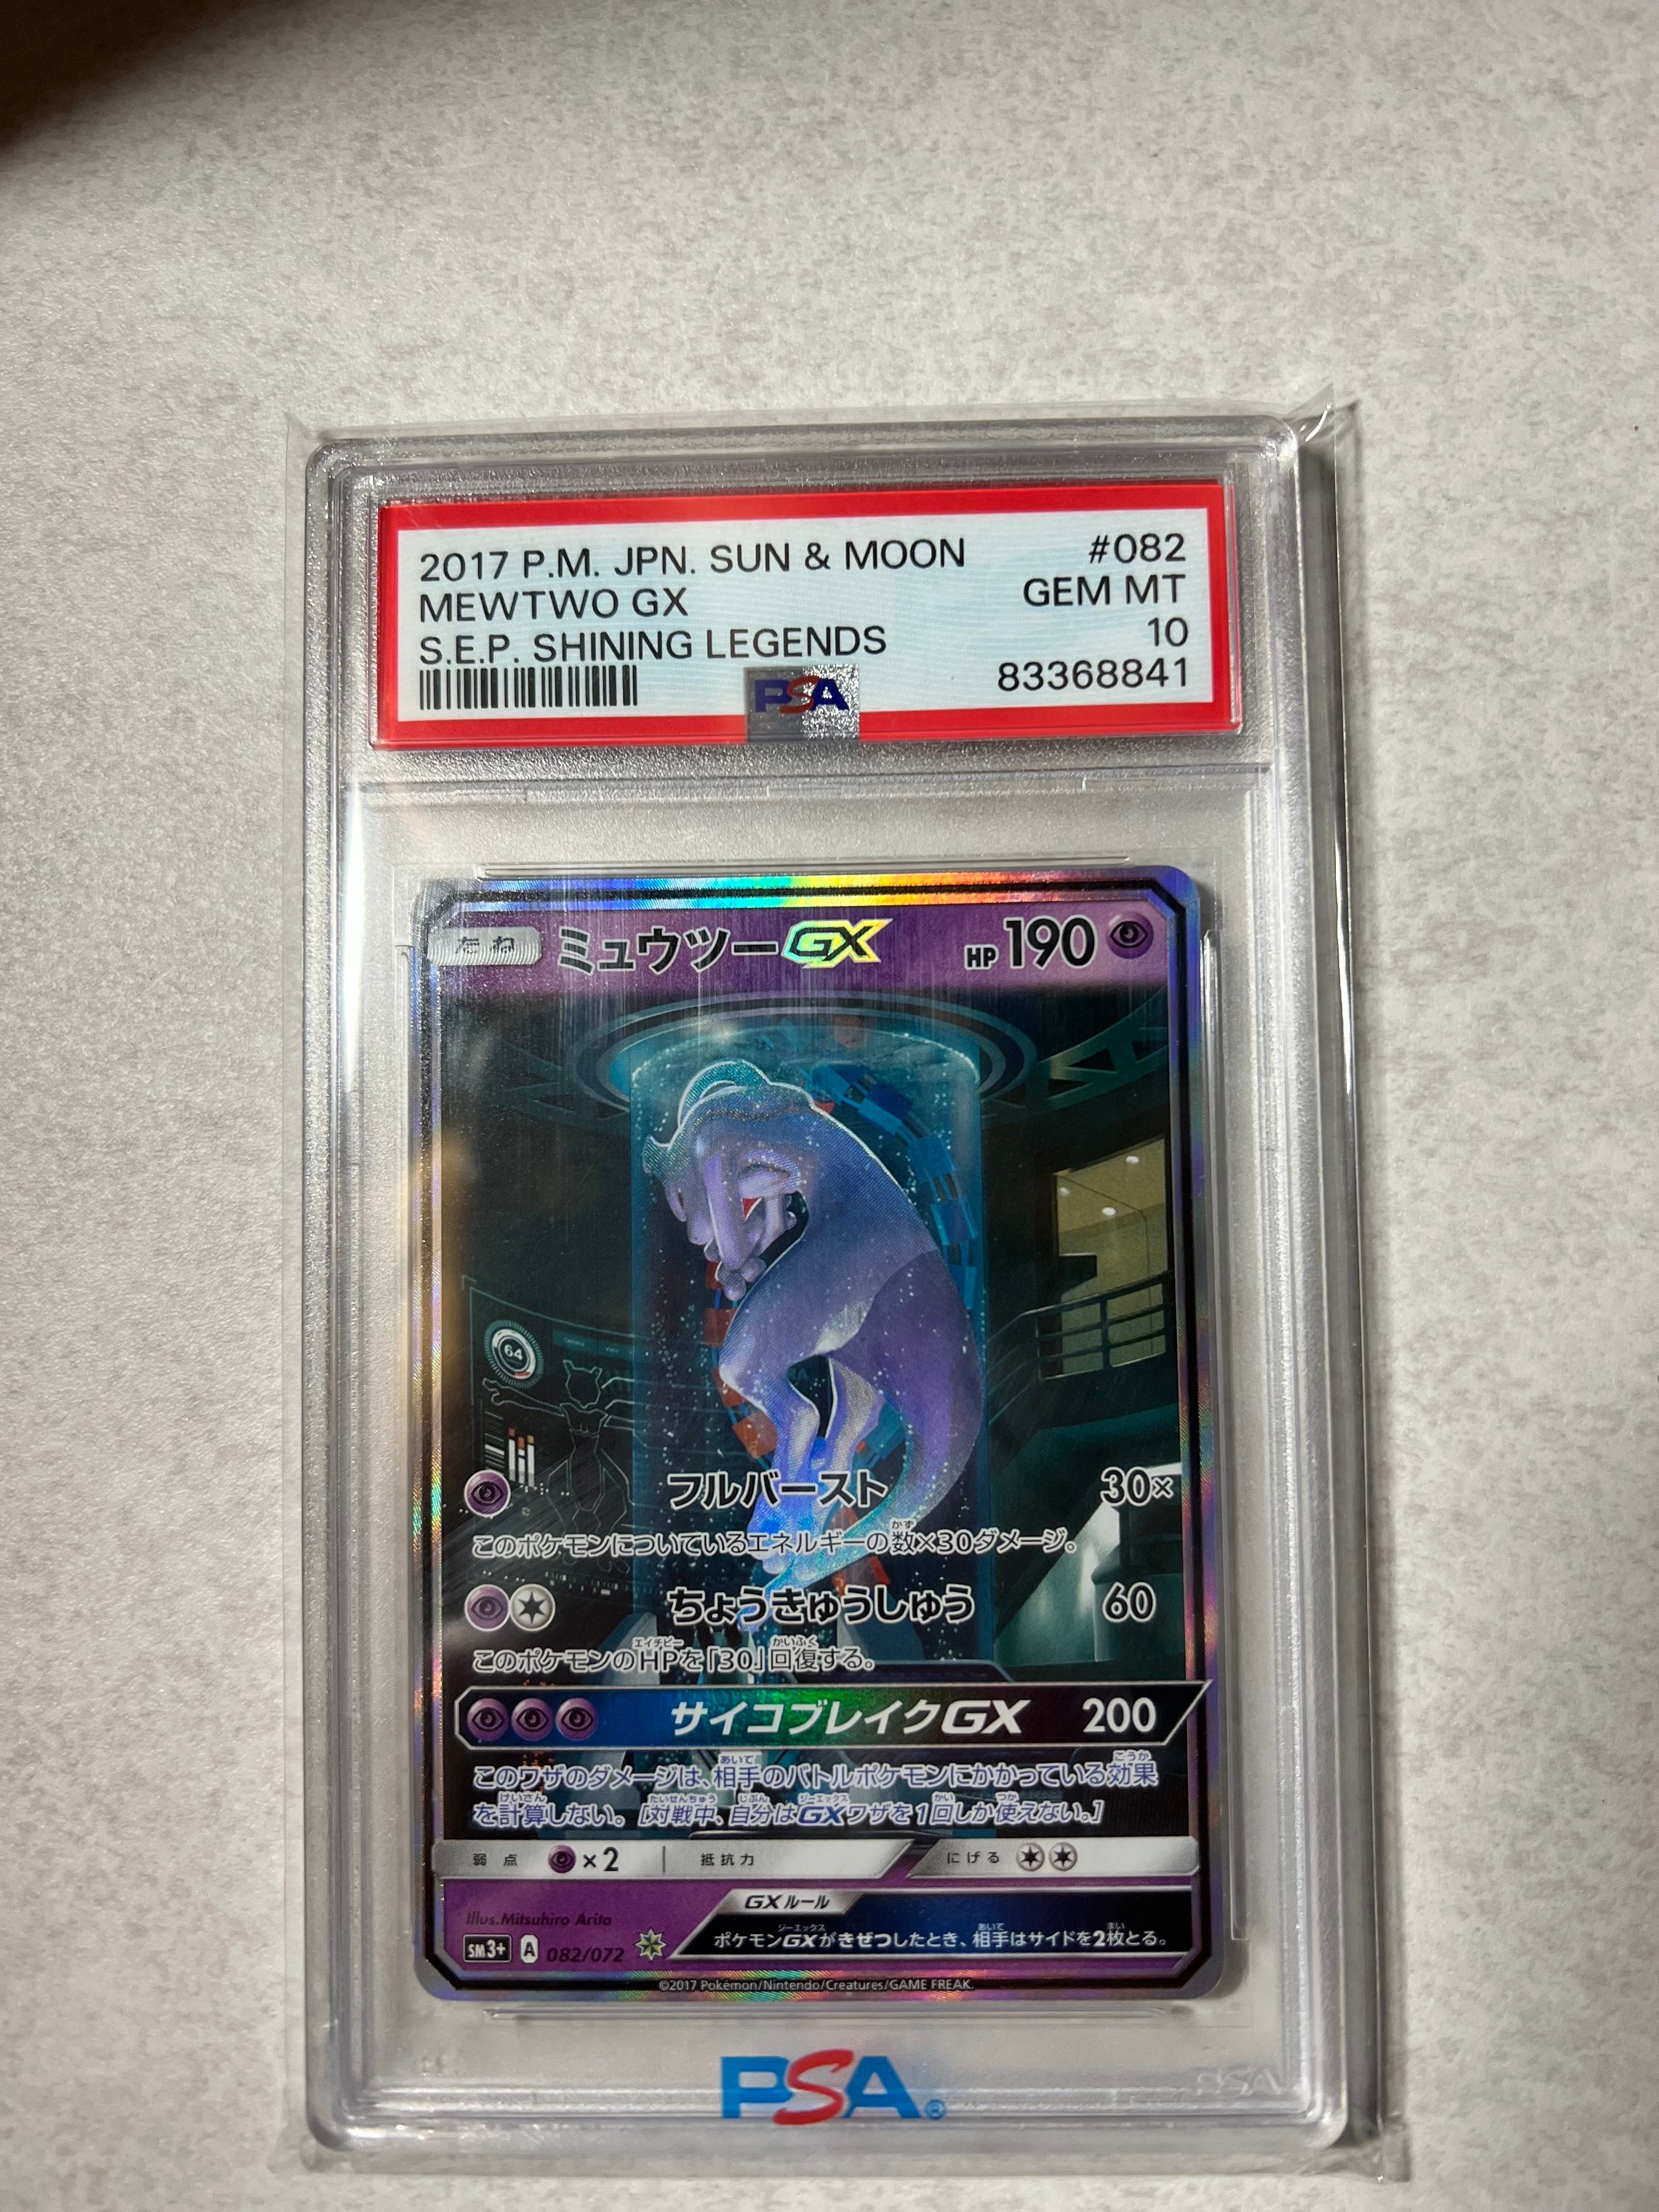 2017 P.M. JPN. SUN & MOON #082
MEWTWO GX GEM MT
S.E.P. SHINING LEGENDS 10
PSA 83368841
たね ミュウツーGX HP190
64
フルバースト 30×
このポケモンについているエネルギーの数×30ダメージ。
かず
ちょうきゅうしゅう 60
エイチピー かいふく
このポケモンのHPを「30」回復する。
サイコブレイクGX 200
あいて こうか
このワザのダメージは、相手のバトルポケモンにかかっている効果
けいさん たいせんちゅう じぶん ジーエックス かい つか
を計算しない。[対戦中、自分はGXワザを1回しか使えない。]
弱点 ×2 抵抗力 にげる
GXルール
Illus.Mitsuhiro Arita
ジーエックス あいて まい
ポケモンGXがきぜつしたとき、相手はサイドを2枚とる。
SM3+ A 082/072
©2017 Pokémon/Nintendo/Creatures/GAME FREAK.
PSA®
PSA